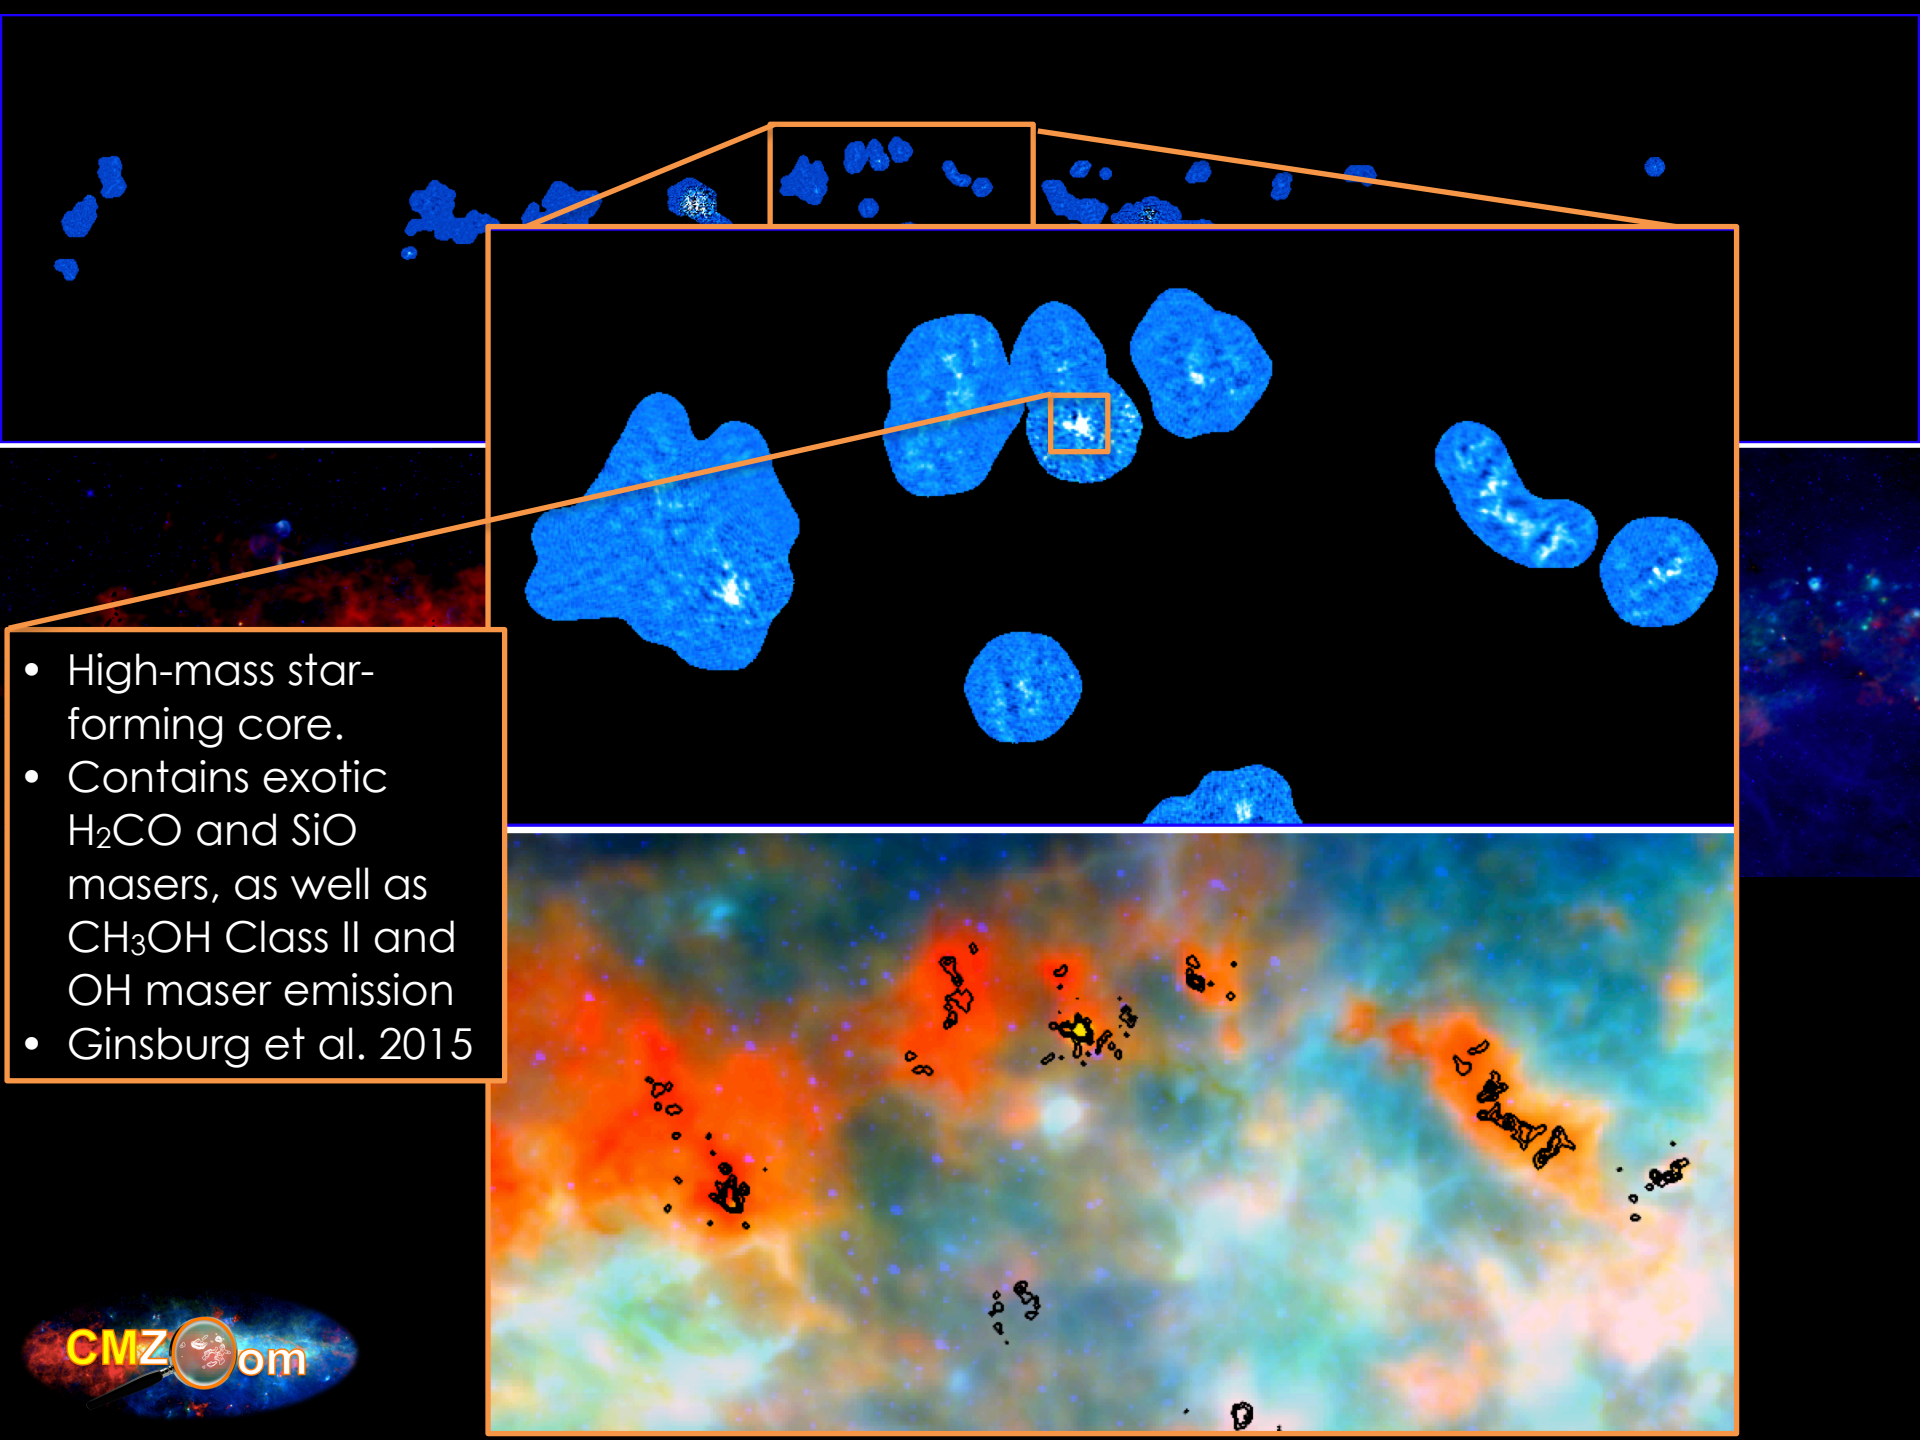 • High-mass star-
forming core.
• Contains exotic
H₂CO and SiO
masers, as well as
CH₃OH Class II and
OH maser emission
• Ginsburg et al. 2015
CMZoom